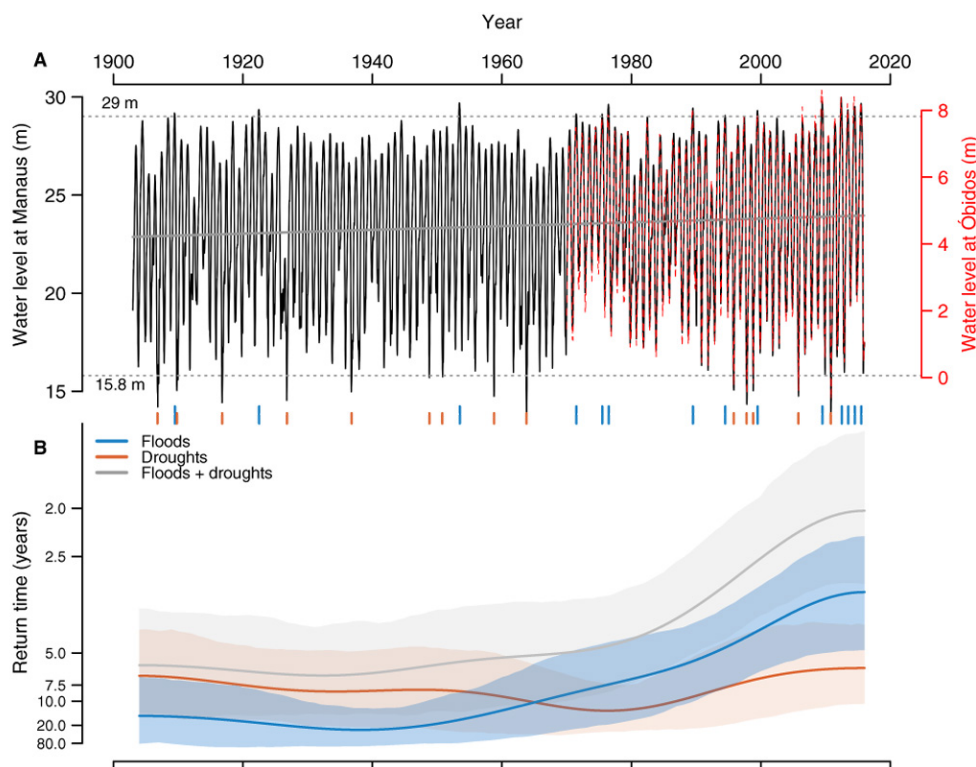 Year
A
1900 1920 1940 1960 1980 2000 2020
Water level at Manaus (m)
30
25
20
15
29 m
15.8 m
Water level at Óbidos (m)
8
6
4
2
0
B
Floods
Droughts
Floods + droughts
Return time (years)
2.0
2.5
5.0
7.5
10.0
20.0
80.0